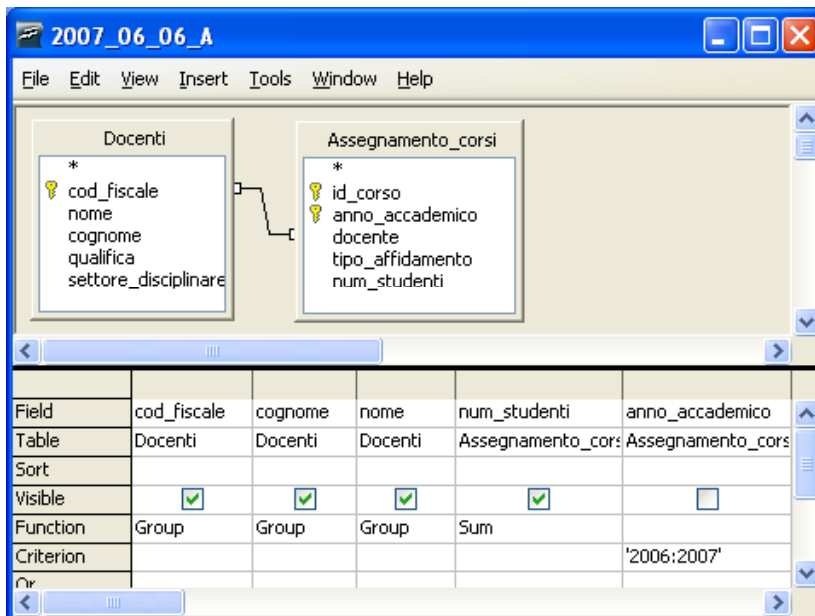 2007_06_06_A
File Edit View Insert Tools Window Help
Docenti
*
cod_fiscale
nome
cognome
qualifica
settore_disciplinare
Assegnamento_corsi
*
id_corso
anno_accademico
docente
tipo_affidamento
num_studenti
Field cod_fiscale cognome nome num_studenti anno_accademico
Table Docenti Docenti Docenti Assegnamento_cors Assegnamento_cors
Sort
Visible
Function Group Group Group Sum
Criterion '2006:2007'
Or